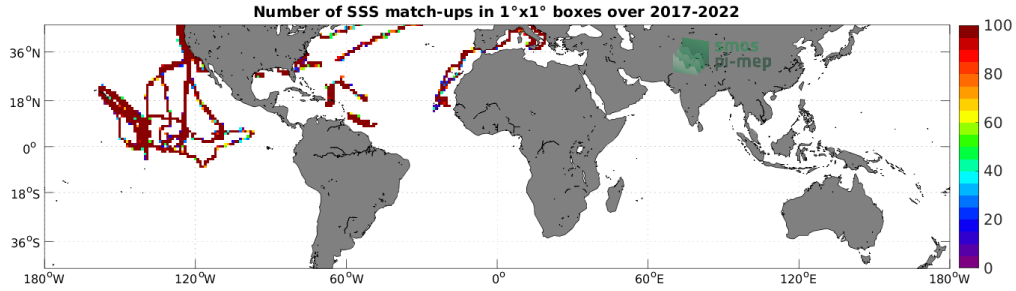 Number of SSS match-ups in 1°x1° boxes over 2017-2022
smos
pi-mep
36°N
18°N
0°
18°S
36°S
180°W
120°W
60°W
0°
60°E
120°E
180°W
100
80
60
40
20
0